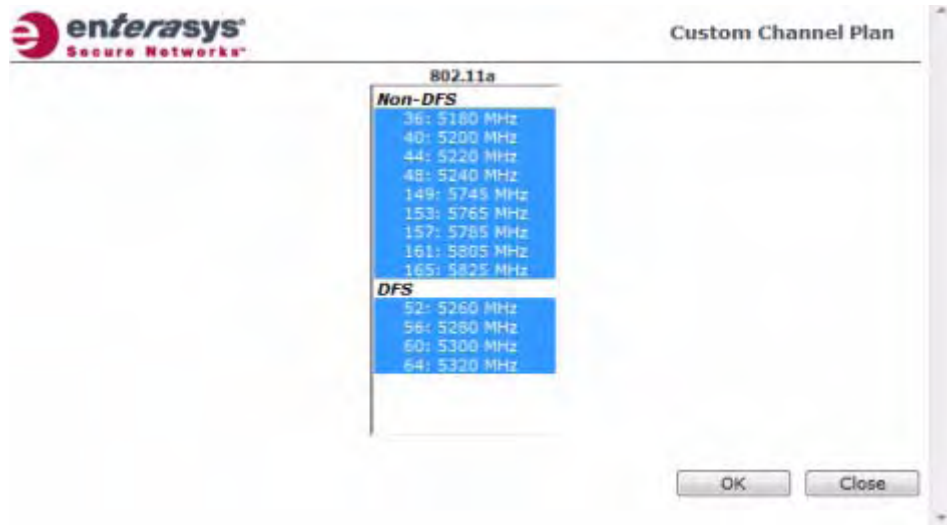 enterasys
Secure Networks™
Custom Channel Plan
802.11a
Non-DFS
36: 5180 MHz
40: 5200 MHz
44: 5220 MHz
48: 5240 MHz
149: 5745 MHz
153: 5765 MHz
157: 5785 MHz
161: 5805 MHz
165: 5825 MHz
DFS
52: 5260 MHz
56: 5280 MHz
60: 5300 MHz
64: 5320 MHz
OK
Close